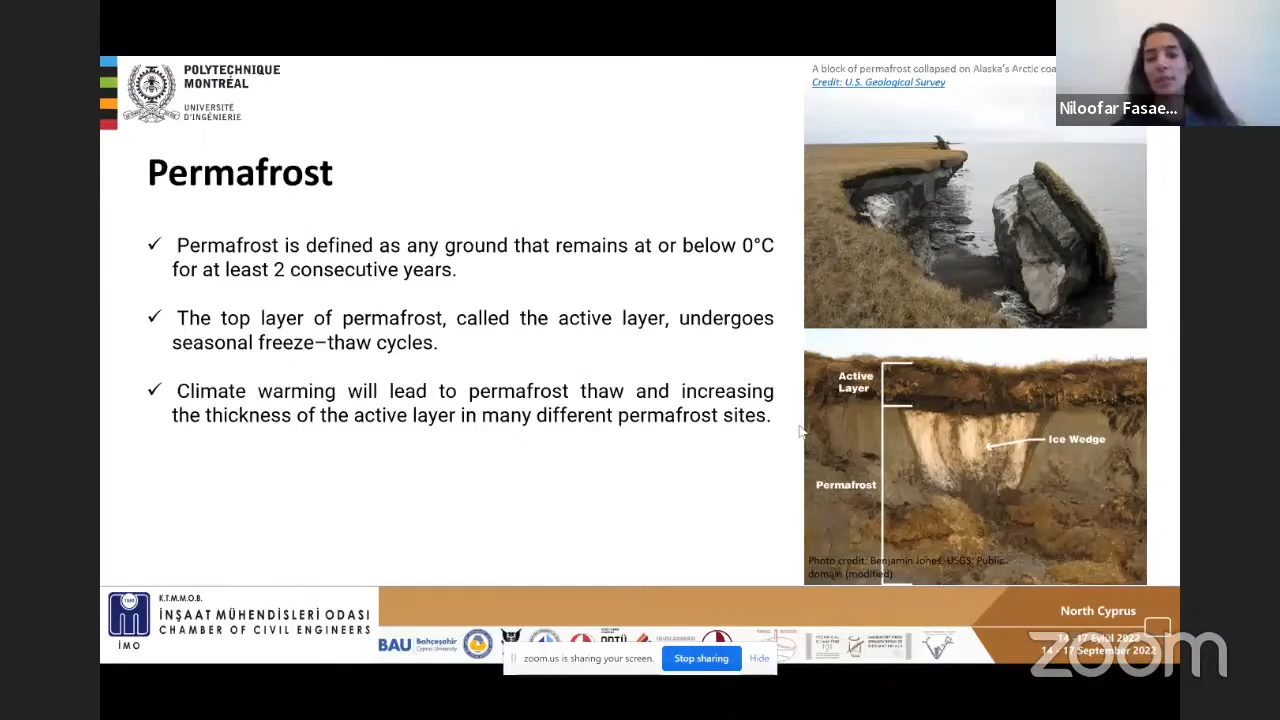 POLYTECHNIQUE
MONTRÉAL
UNIVERSITÉ
D'INGÉNIERIE
A block of permafrost collapsed on Alaska's Arctic
Credit: U.S. Geological Survey
Niloofar Fasae...
Permafrost
✓ Permafrost is defined as any ground that remains at or below 0°C
for at least 2 consecutive years.
✓ The top layer of permafrost, called the active layer, undergoes
seasonal freeze–thaw cycles.
✓ Climate warming will lead to permafrost thaw and increasing
the thickness of the active layer in many different permafrost sites.
Active
Layer
Ice Wedge
Permafrost
Photo credit: Benjamin Jones, USGS. Public
domain (modified)
K.T.M.M.O.B.
İNŞAAT MÜHENDİSLERİ ODASI
CHAMBER OF CIVIL ENGINEERS
İMO
BAU Bahçeşehir
Cyprus University
North Cyprus
14 - 17 Eylül 2022
14 - 17 September 2022
zoom.us is sharing your screen.
Stop sharing
Hide
zoom